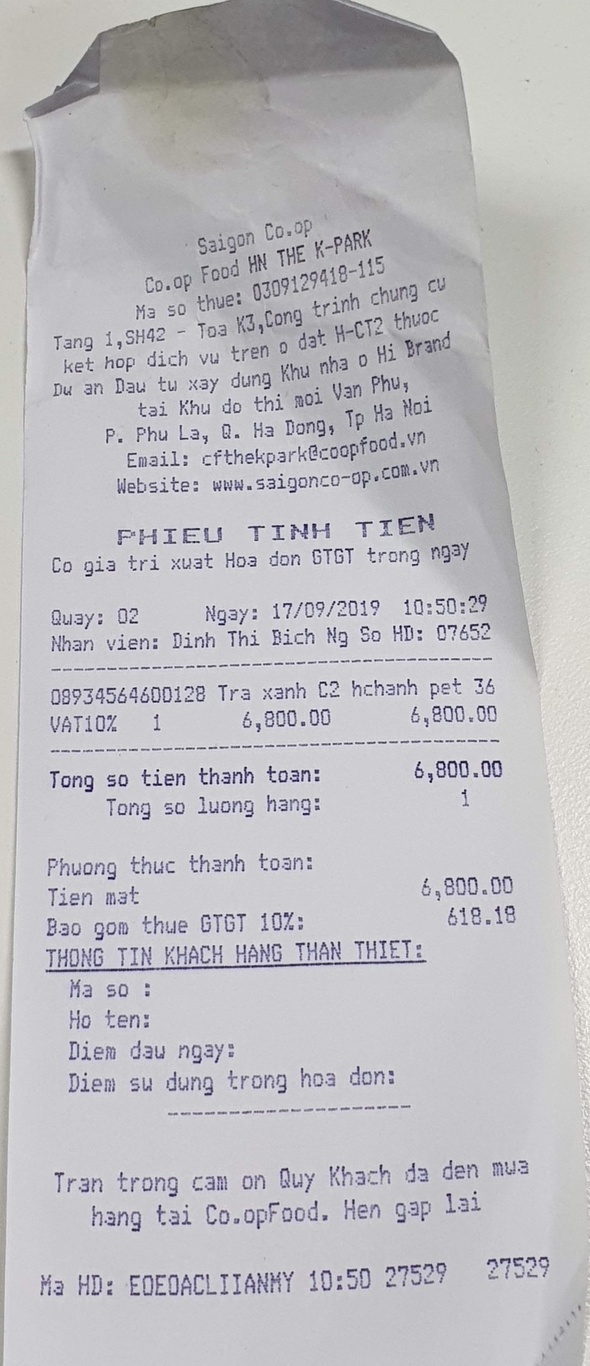 Saigon Co.op
Co.op Food HN THE K-PARK
Ma so thue: 0309129418-115
Tang 1,SH42 - Toa K3,Cong trinh chung cu
ket hop dich vu tren o dat H-CT2 thuoc
Du an Dau tu xay dung Khu nha o Hi Brand
tai Khu do thi moi Van Phu,
P. Phu La, Q. Ha Dong, Tp Ha Noi
Email: cfthekpark@coopfood.vn
Website: www.saigonco-op.com.vn
PHIEU TINH TIEN
Co gia tri xuat Hoa don GTGT trong ngay
Quay: 02 Ngay: 17/09/2019 10:50:29
Nhan vien: Dinh Thi Bich Ng So HD: 07652
08934564600128 Tra xanh C2 hchanh pet 36
VAT10% 1 6,800.00 6,800.00
Tong so tien thanh toan: 6,800.00
Tong so luong hang: 1
Phuong thuc thanh toan:
Tien mat 6,800.00
Bao gom thue GTGT 10%: 618.18
THONG TIN KHACH HANG THAN THIET:
Ma so :
Ho ten:
Diem dau ngay:
Diem su dung trong hoa don:
Tran trong cam on Quy Khach da den mua
hang tai Co.opFood. Hen gap lai
Ma HD: EOEOACLIIANMY 10:50 27529 27529